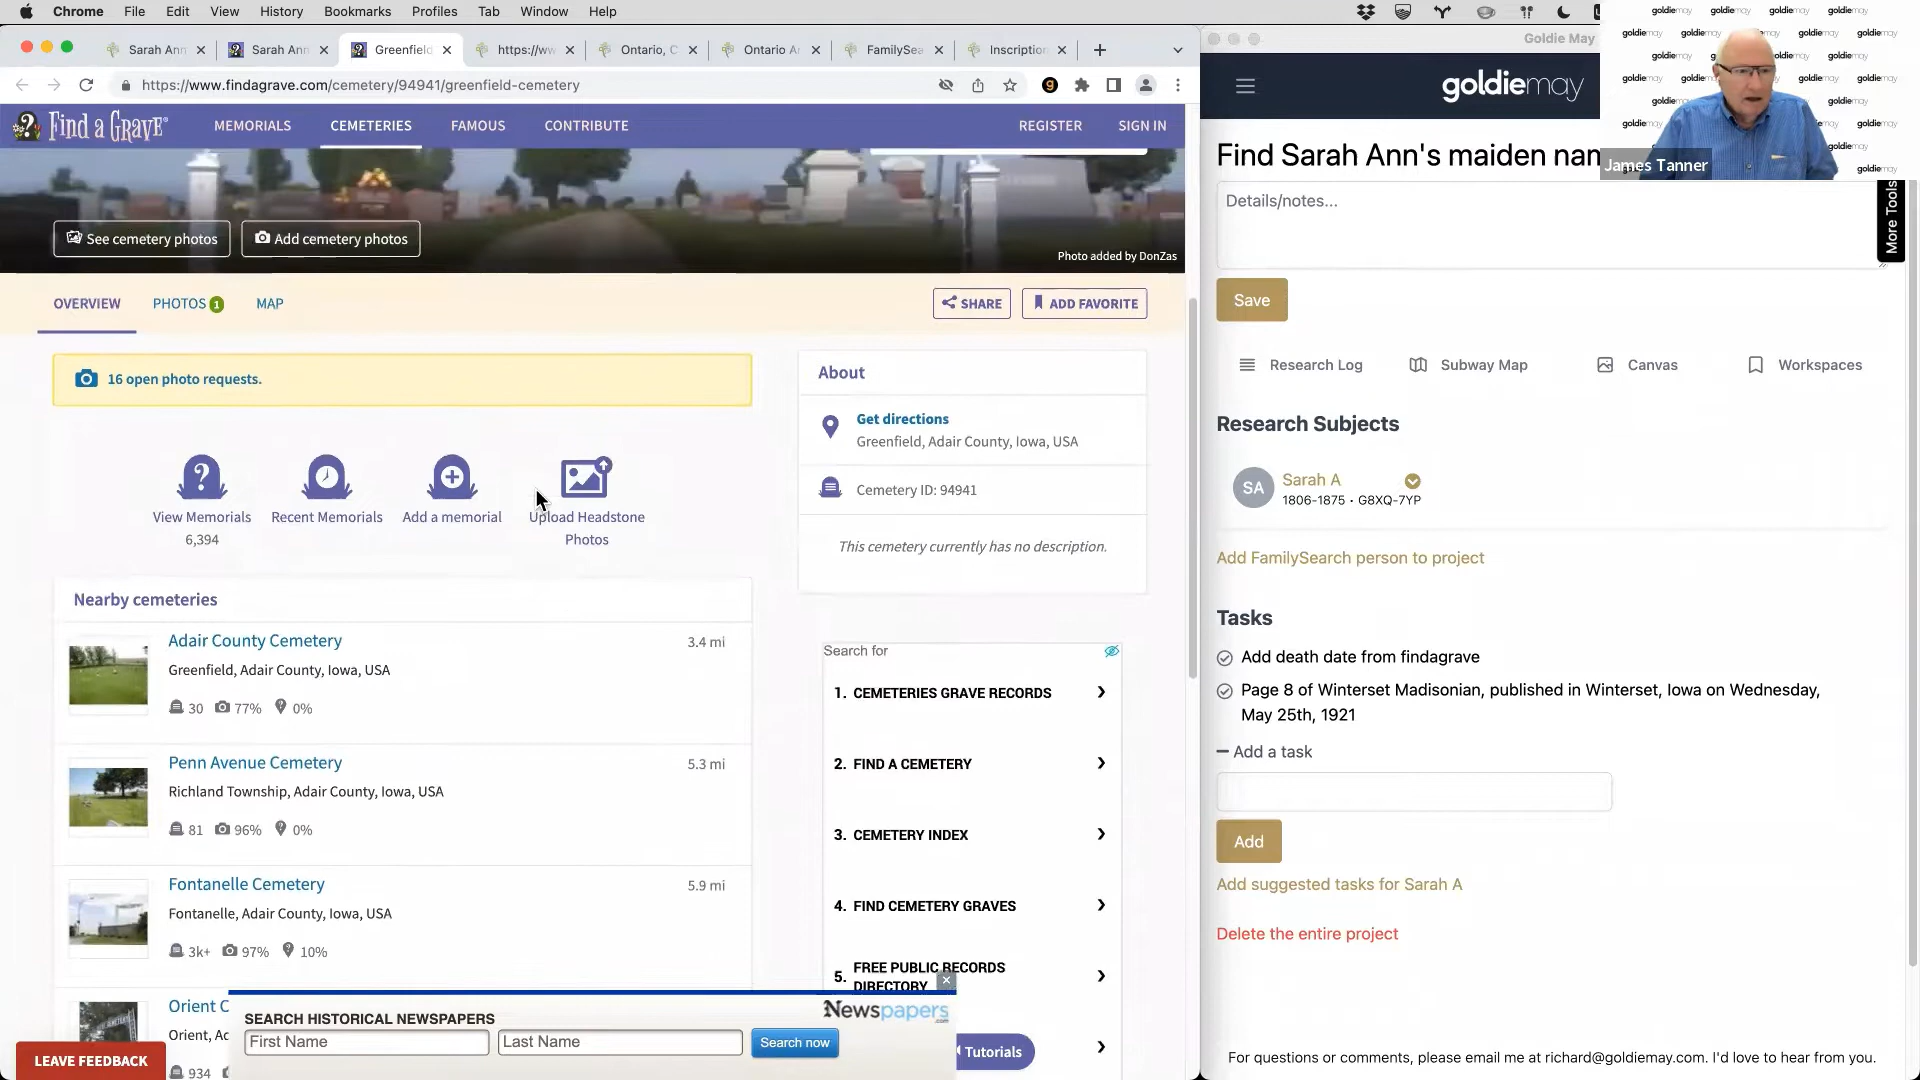 Chrome File Edit View History Bookmarks Profiles Tab Window Help
Sarah Ann Sarah Ann Greenfield https://ww Ontario, C Ontario Ar FamilySea Inscription
https://www.findagrave.com/cemetery/94941/greenfield-cemetery
Find a Grave MEMORIALS CEMETERIES FAMOUS CONTRIBUTE REGISTER SIGN IN
See cemetery photos Add cemetery photos
Photo added by DonZas
OVERVIEW PHOTOS 1 MAP SHARE ADD FAVORITE
16 open photo requests.
View Memorials
6,394
Recent Memorials
Add a memorial
Upload Headstone
Photos
About
Get directions
Greenfield, Adair County, Iowa, USA
Cemetery ID: 94941
This cemetery currently has no description.
Nearby cemeteries
Adair County Cemetery 3.4 mi
Greenfield, Adair County, Iowa, USA
30 77% 0%
Penn Avenue Cemetery 5.3 mi
Richland Township, Adair County, Iowa, USA
81 96% 0%
Fontanelle Cemetery 5.9 mi
Fontanelle, Adair County, Iowa, USA
3k+ 97% 10%
Orient C
Orient, Ad
934
Search for
1. CEMETERIES GRAVE RECORDS
2. FIND A CEMETERY
3. CEMETERY INDEX
4. FIND CEMETERY GRAVES
5. FREE PUBLIC RECORDS
DIRECTORY
SEARCH HISTORICAL NEWSPAPERS
Newspapers
.com
First Name Last Name Search now
Tutorials
LEAVE FEEDBACK
Goldie May
goldiemay
Find Sarah Ann's maiden nam
Details/notes...
Save
More Tools
Research Log Subway Map Canvas Workspaces
Research Subjects
SA Sarah A
1806-1875 • G8XQ-7YP
Add FamilySearch person to project
Tasks
Add death date from findagrave
Page 8 of Winterset Madisonian, published in Winterset, Iowa on Wednesday,
May 25th, 1921
Add a task
Add
Add suggested tasks for Sarah A
Delete the entire project
For questions or comments, please email me at richard@goldiemay.com. I'd love to hear from you.
goldiemay goldiemay goldiemay goldiemay
James Tanner